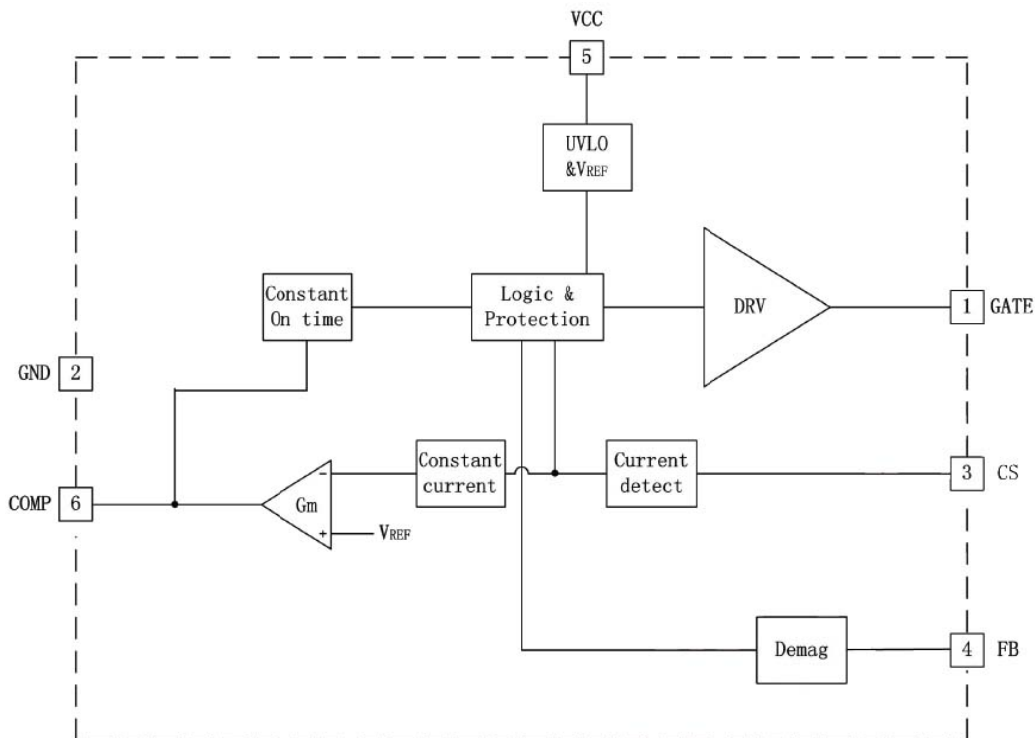 VCC
5
UVLO
&VREF
Constant
On time
Logic &
Protection
DRV
1 GATE
GND 2
Constant
current
Current
detect
3 CS
COMP 6
Gm
-
+
VREF
Demag
4 FB